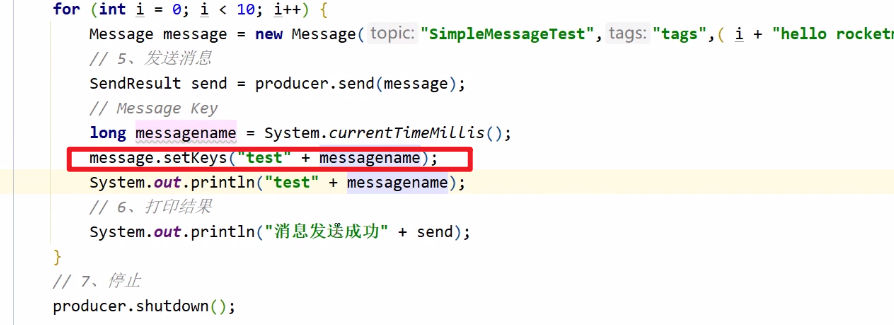 for (int i = 0; i < 10; i++) {
Message message = new Message( topic: "SimpleMessageTest", tags: "tags",( i + "hello
// 5、发送消息
SendResult send = producer.send(message);
// Message Key
long messagename = System.currentTimeMillis();
message.setKeys("test" + messagename);
System.out.println("test" + messagename);
// 6、打印结果
System.out.println("消息发送成功" + send);
}
// 7、停止
producer.shutdown();